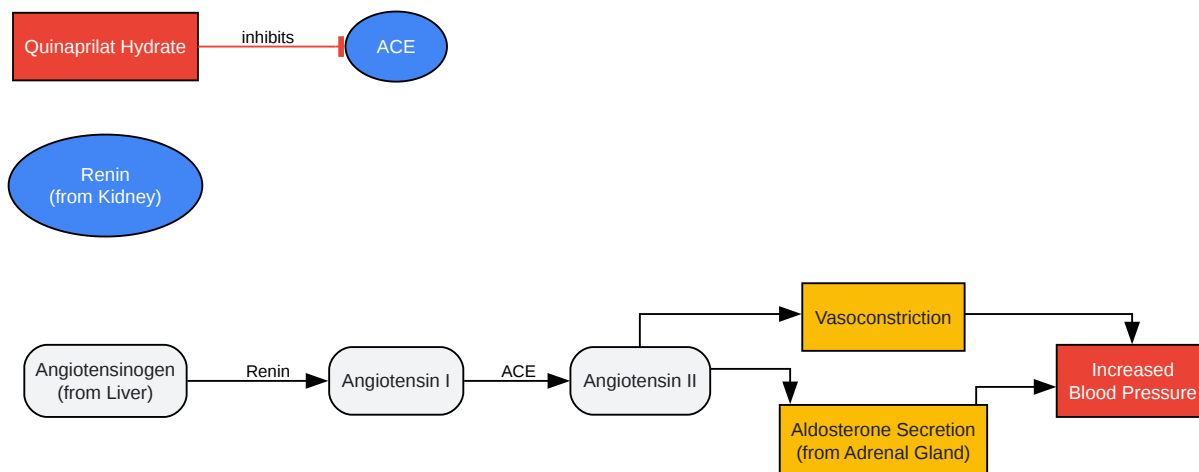 Quinaprilat Hydrate
inhibits
ACE
Renin
(from Kidney)
Vasoconstriction
Angiotensinogen
(from Liver)
Renin
Angiotensin I
ACE
Angiotensin II
Increased
Blood Pressure
Aldosterone Secretion
(from Adrenal Gland)